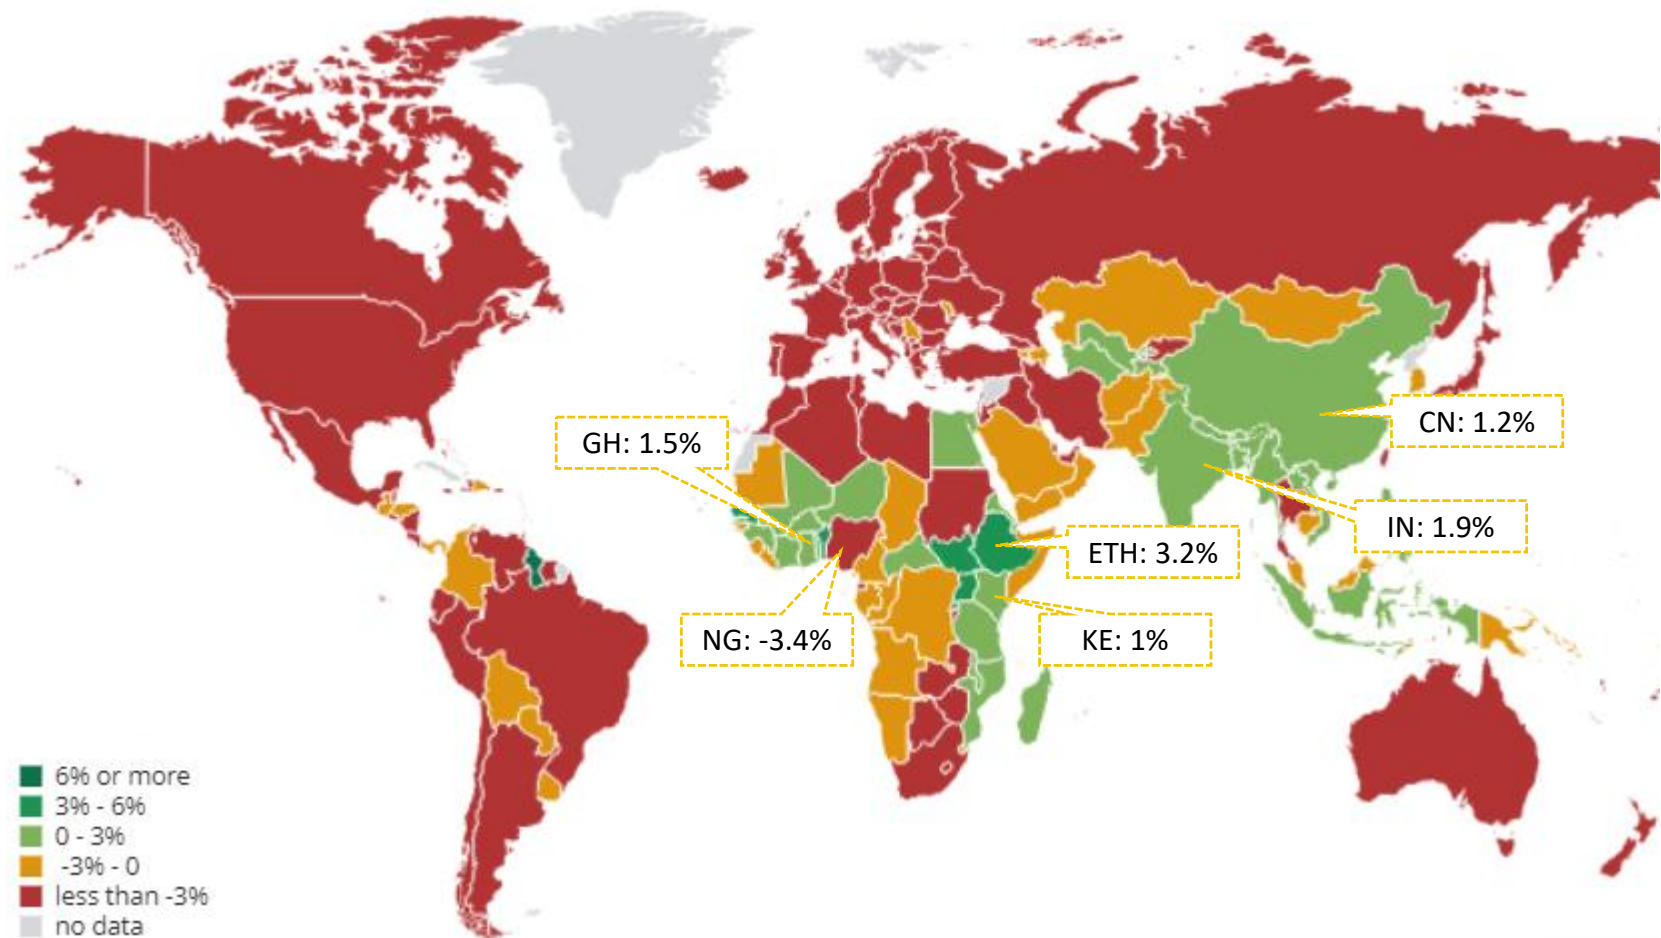 GH: 1.5%
CN: 1.2%
IN: 1.9%
ETH: 3.2%
NG: -3.4%
KE: 1%
6% or more
3% - 6%
0 - 3%
-3% - 0
less than -3%
no data